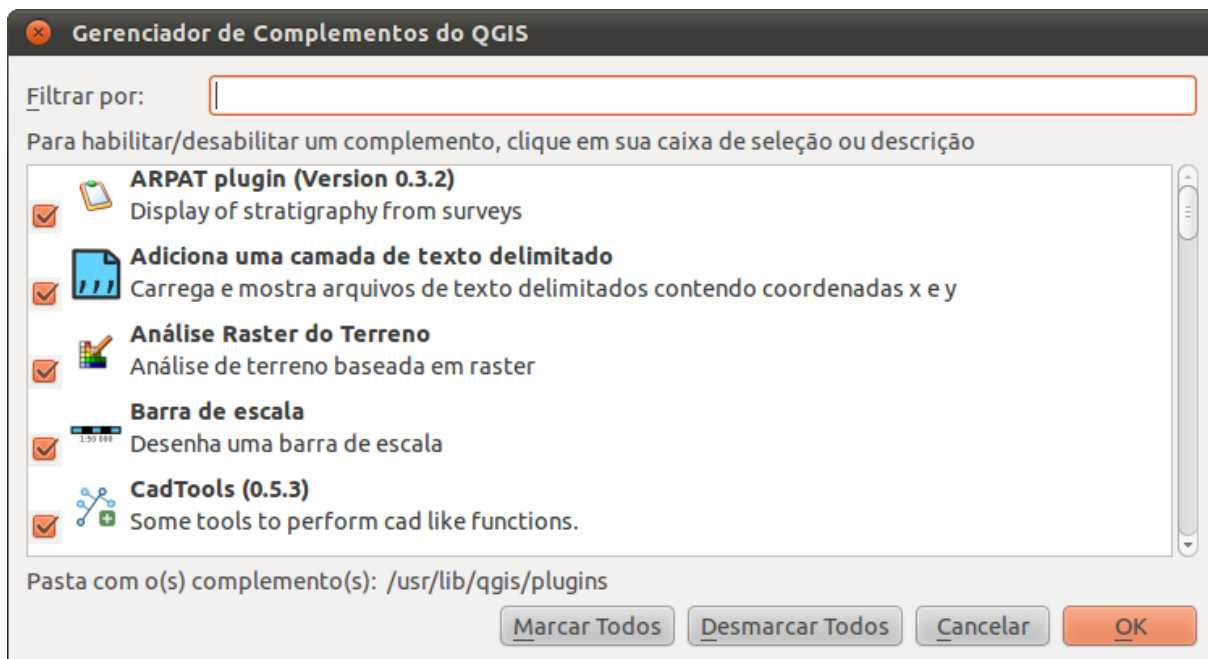 Gerenciador de Complementos do QGIS
Filtrar por:
Para habilitar/desabilitar um complemento, clique em sua caixa de seleção ou descrição
ARPAT plugin (Version 0.3.2)
Display of stratigraphy from surveys
Adiciona uma camada de texto delimitado
Carrega e mostra arquivos de texto delimitados contendo coordenadas x e y
Análise Raster do Terreno
Análise de terreno baseada em raster
Barra de escala
1:50 000
Desenha uma barra de escala
CadTools (0.5.3)
Some tools to perform cad like functions.
Pasta com o(s) complemento(s): /usr/lib/qgis/plugins
Marcar Todos Desmarcar Todos Cancelar OK